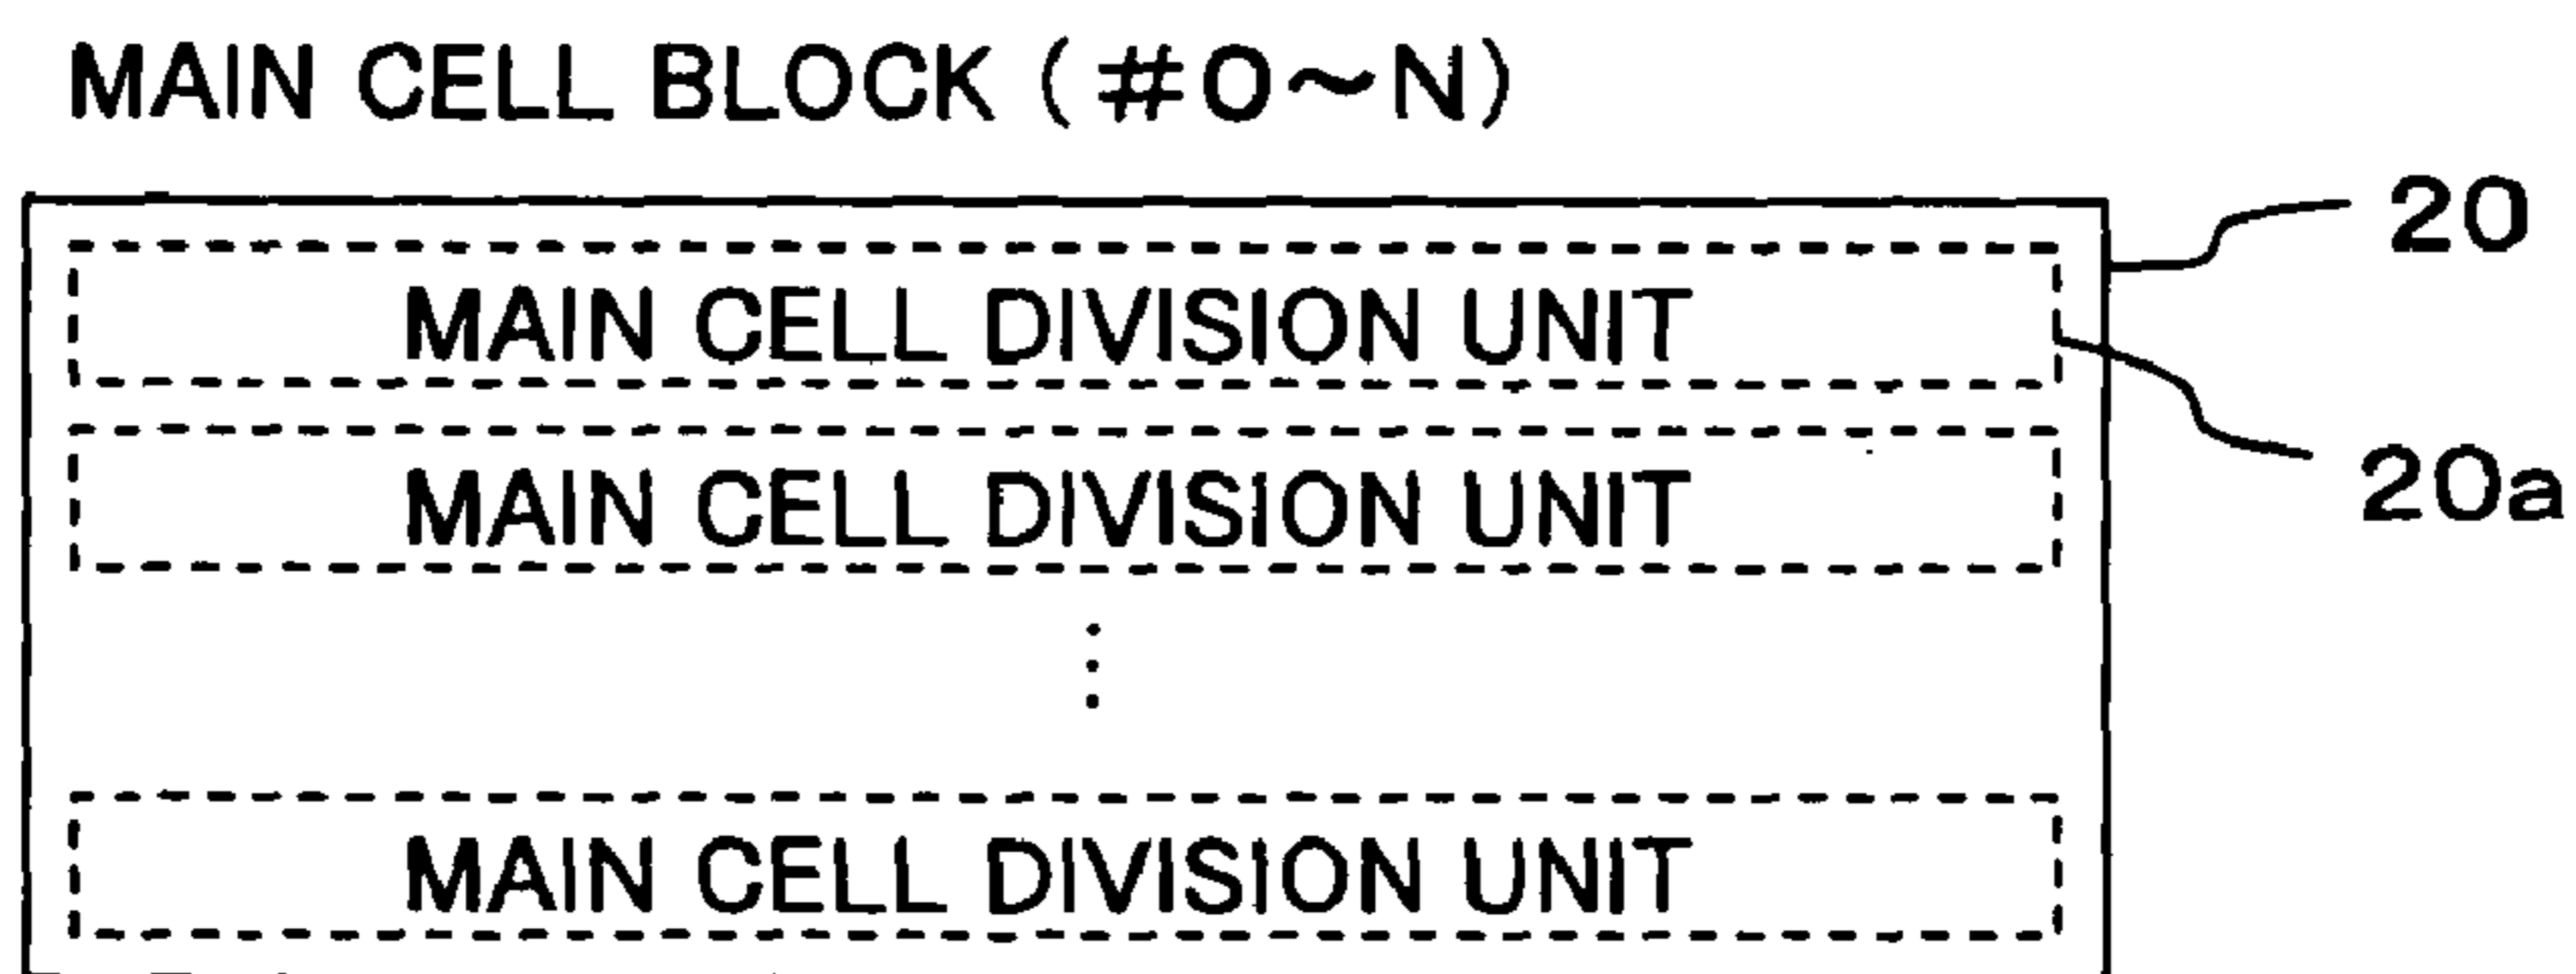 MAIN CELL BLOCK (#0~N)
20
MAIN CELL DIVISION UNIT
20a
MAIN CELL DIVISION UNIT
MAIN CELL DIVISION UNIT